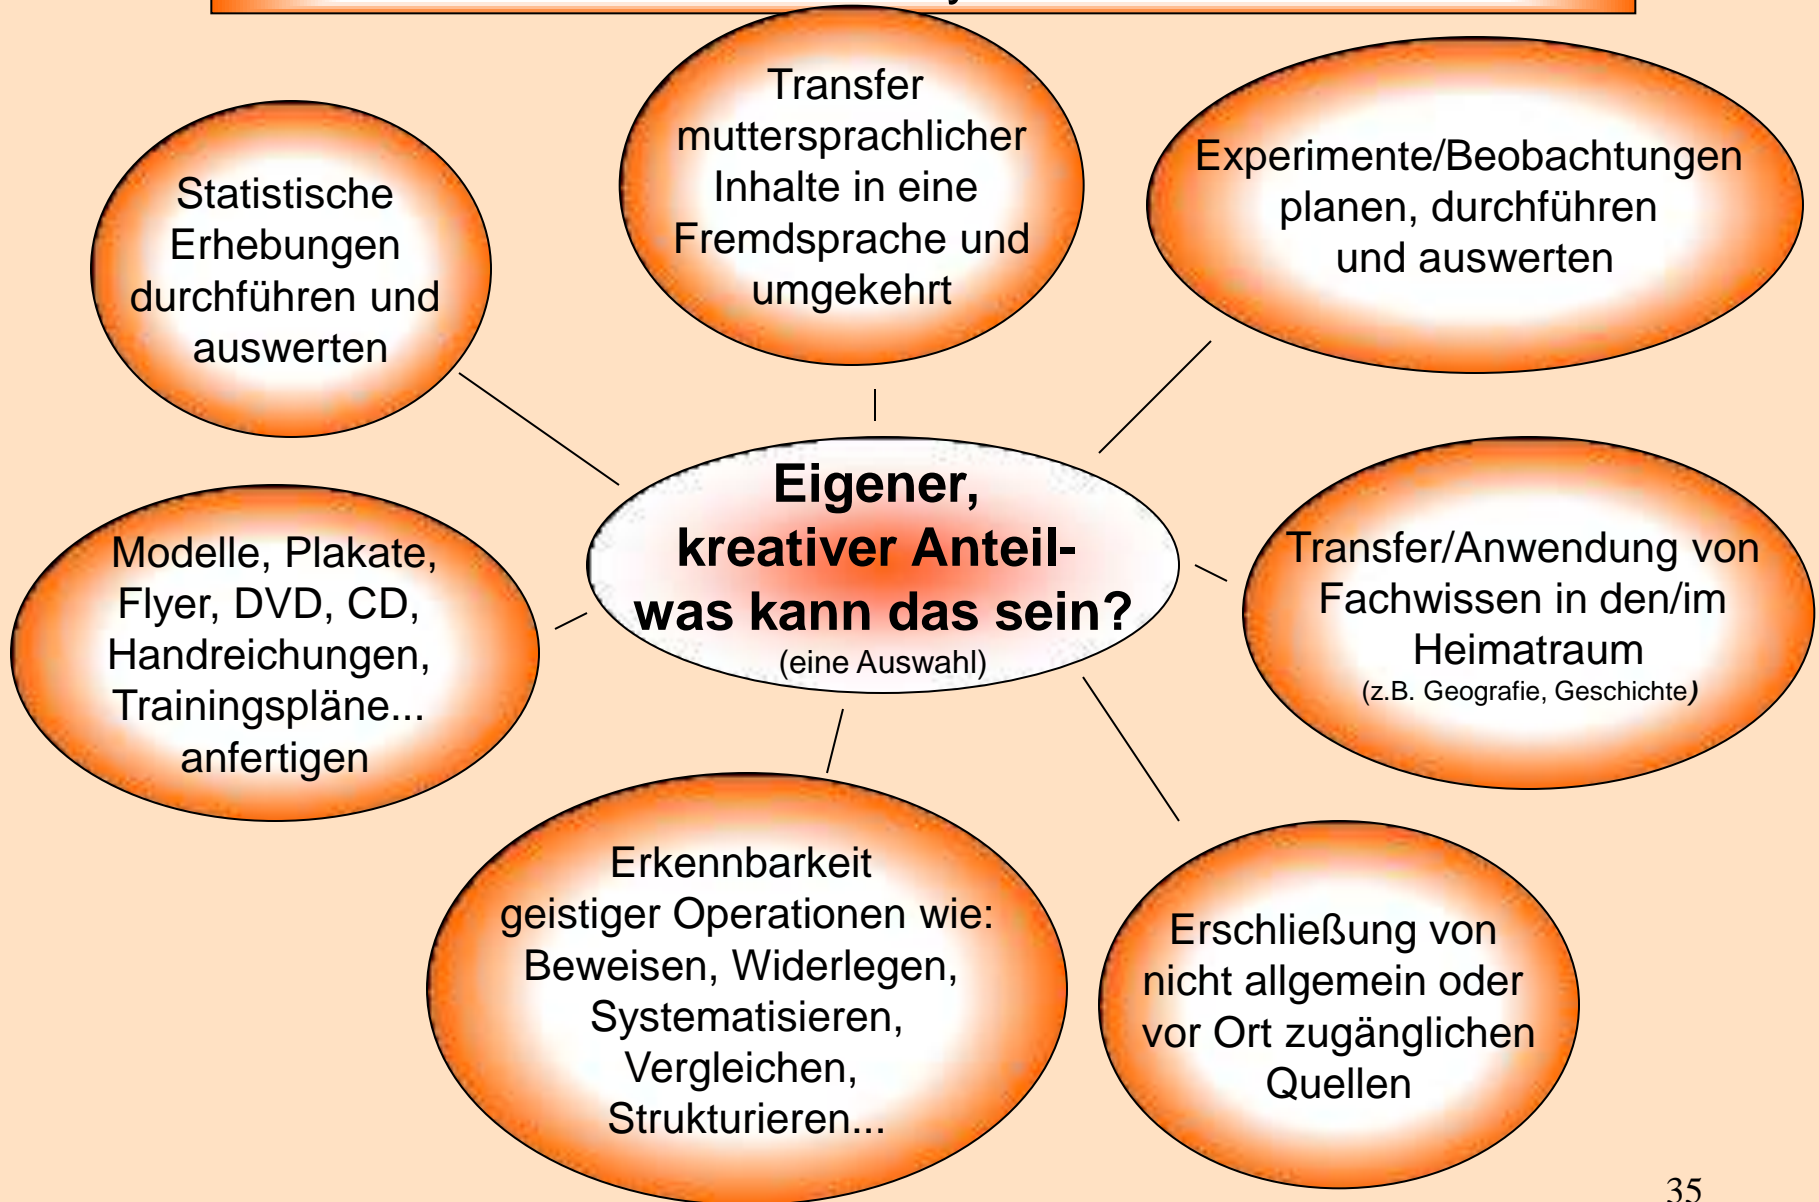 Transfer
muttersprachlicher
Inhalte in eine
Fremdsprache und
umgekehrt
Experimente/Beobachtungen
planen, durchführen
und auswerten
Statistische
Erhebungen
durchführen und
auswerten
Eigener,
kreativer Anteil-
was kann das sein?
(eine Auswahl)
Modelle, Plakate,
Flyer, DVD, CD,
Handreichungen,
Trainingspläne...
anfertigen
Transfer/Anwendung von
Fachwissen in den/im
Heimatraum
(z.B. Geografie, Geschichte)
Erkennbarkeit
geistiger Operationen wie:
Beweisen, Widerlegen,
Systematisieren,
Vergleichen,
Strukturieren...
Erschließung von
nicht allgemein oder
vor Ort zugänglichen
Quellen
35